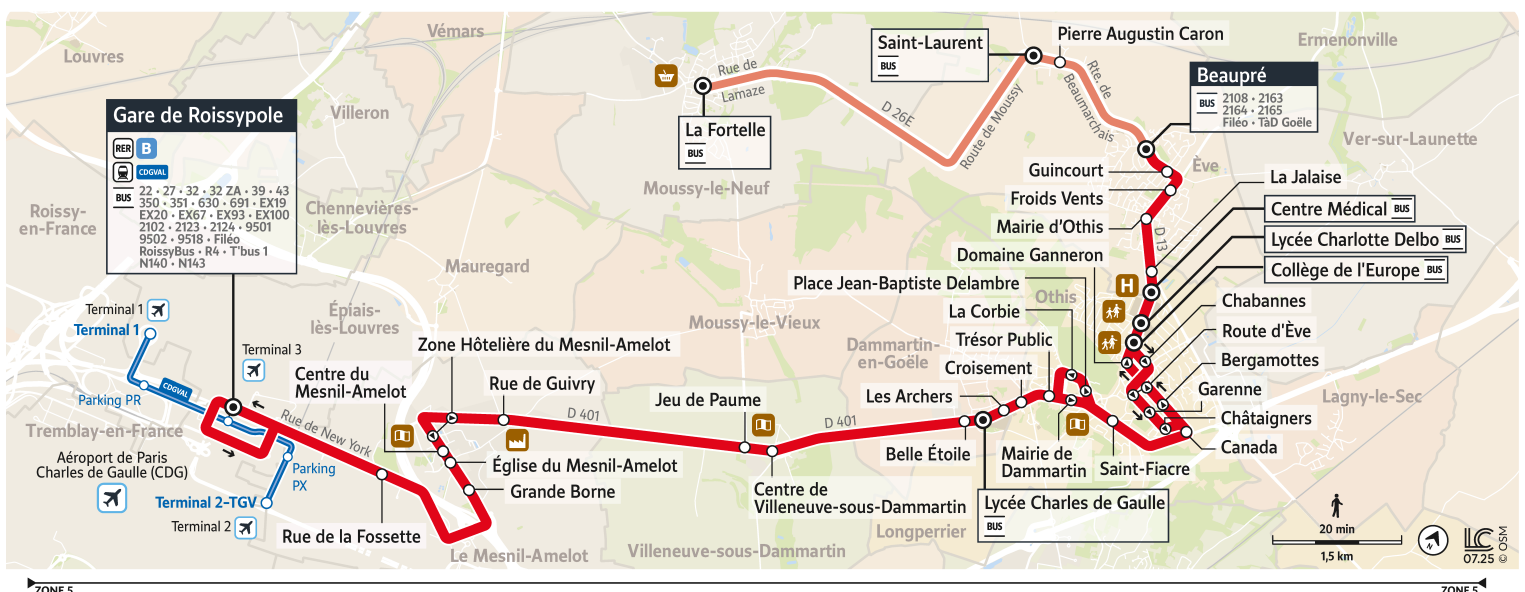 Louvres
Vémars
Villeron
Roissy-
en-France
Chennevières-
lès-Louvres
Mauregard
Épiais-
lès-Louvres
Tremblay-en-France
Le Mesnil-Amelot
Moussy-le-Neuf
Moussy-le-Vieux
Villeneuve-sous-Dammartin
Dammartin-
en-Goële
Longperrier
Othis
Ève
Ermenonville
Ver-sur-Launette
Lagny-le-Sec
Gare de Roissypole
RER B
CDGVAL
BUS
22 • 27 • 32 • 32 ZA • 39 • 43
350 • 351 • 630 • 691 • EX19
EX20 • EX67 • EX93 • EX100
2102 • 2123 • 2124 • 9501
9502 • 9518 • Filéo
RoissyBus • R4 • T'bus 1
N140 • N143
Terminal 1
Terminal 1
Parking PR
CDGVAL
Terminal 3
Aéroport de Paris
Charles de Gaulle (CDG)
Parking
PX
Terminal 2-TGV
Terminal 2
Rue de New York
Rue de la Fossette
Grande Borne
Église du Mesnil-Amelot
Centre du
Mesnil-Amelot
Zone Hôtelière du Mesnil-Amelot
Rue de Guivry
D 401
Jeu de Paume
Centre de
Villeneuve-sous-Dammartin
D 401
Belle Étoile
Lycée Charles de Gaulle
BUS
Les Archers
Croisement
Trésor Public
La Corbie
Place Jean-Baptiste Delambre
Domaine Ganneron
Mairie de
Dammartin
Saint-Fiacre
Canada
Châtaigners
Garenne
Bergamottes
Route d'Ève
Chabannes
Collège de l'Europe BUS
Lycée Charlotte Delbo BUS
Centre Médical BUS
H
La Jalaise
D 13
Mairie d'Othis
Froids Vents
Guincourt
Beaupré
BUS
2108 • 2163
2164 • 2165
Filéo • TàD Goële
Rte. de
Beaumarchais
Pierre Augustin Caron
Saint-Laurent
BUS
Route de Moussy
D 26E
Rue de
Lamaze
La Fortelle
BUS
20 min
1,5 km
N
LC
07.25
© OSM
ZONE 5
ZONE 5